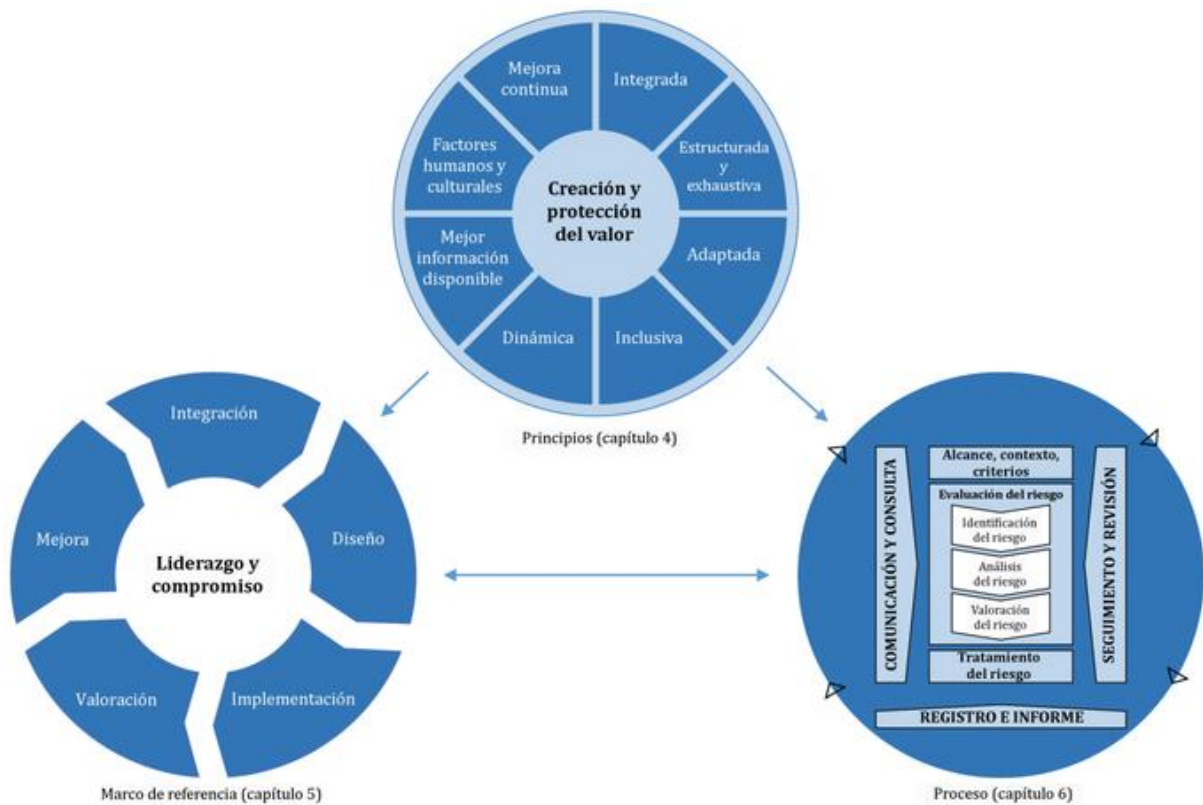 Mejora
continua
Integrada
Factores
humanos y
culturales
Estructurada
y
exhaustiva
Creación y
protección
del valor
Mejor
información
disponible
Adaptada
Dinámica
Inclusiva
Principios (capítulo 4)
Integración
Mejora
Diseño
Liderazgo y
compromiso
Valoración
Implementación
Marco de referencia (capítulo 5)
COMUNICACIÓN Y CONSULTA
Alcance, contexto,
criterios
Evaluación del riesgo
Identificación
del riesgo
Análisis
del riesgo
Valoración
del riesgo
Tratamiento
del riesgo
SEGUIMIENTO Y REVISIÓN
REGISTRO E INFORME
Proceso (capítulo 6)